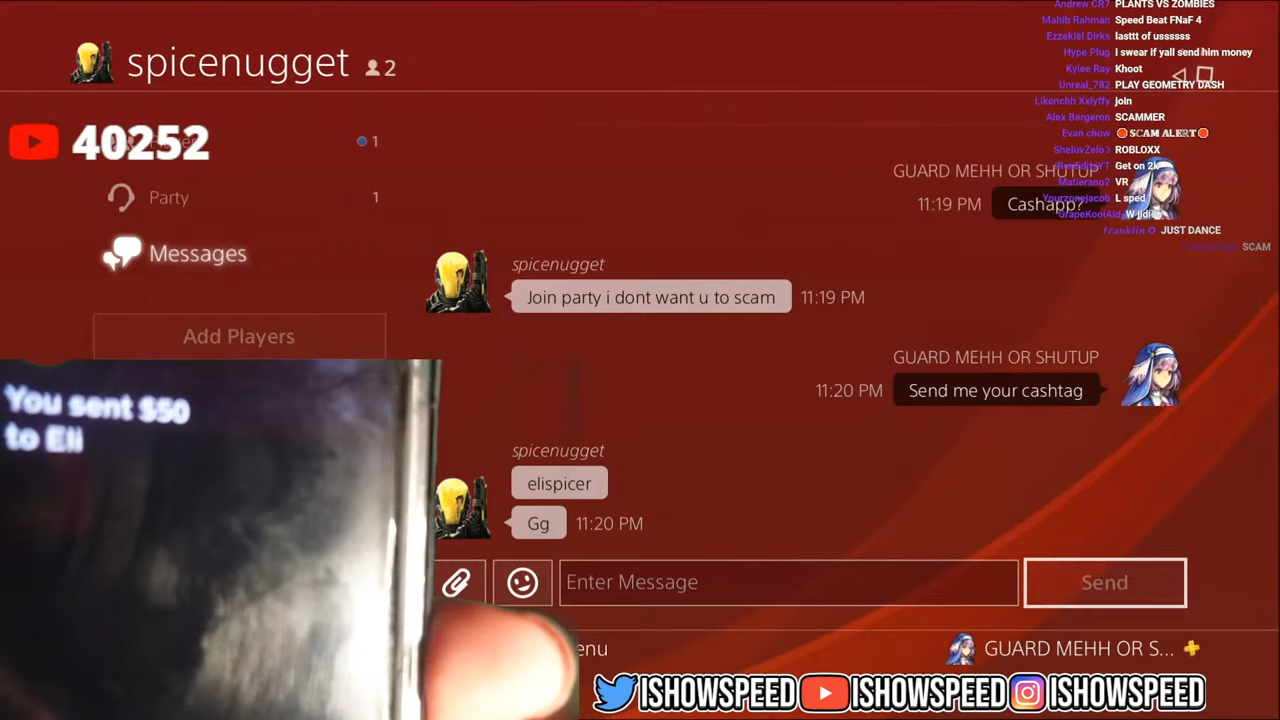 spicenugget
2
40252
1
Party
1
Messages
Add Players
You sent $50
to Eli
GUARD MEHH OR SHUTUP
11:19 PM
Cashapp?
spicenugget
Join party i dont want u to scam
11:19 PM
GUARD MEHH OR SHUTUP
11:20 PM
Send me your cashtag
spicenugget
elispicer
Gg
11:20 PM
Enter Message
Send
enu
GUARD MEHH OR S...
ISHOWSPEED
ISHOWSPEED
ISHOWSPEED
Andrew CR7 PLANTS VS ZOMBIES
Mahib Rahman Speed Beat FNaF 4
Ezzekiel Dirks lasttt of ussssss
Hype Plug I swear if yall send him money
Kylee Ray Khoot
Unreal_782 PLAY GEOMETRY DASH
Likenchh Xxlyffy join
Alex Bergeron SCAMMER
Evan chow SCAM ALERT
ROBLOXX
Get on 2k
Matierano2 VR
L sped
W jidion
franklin JUST DANCE
SCAM